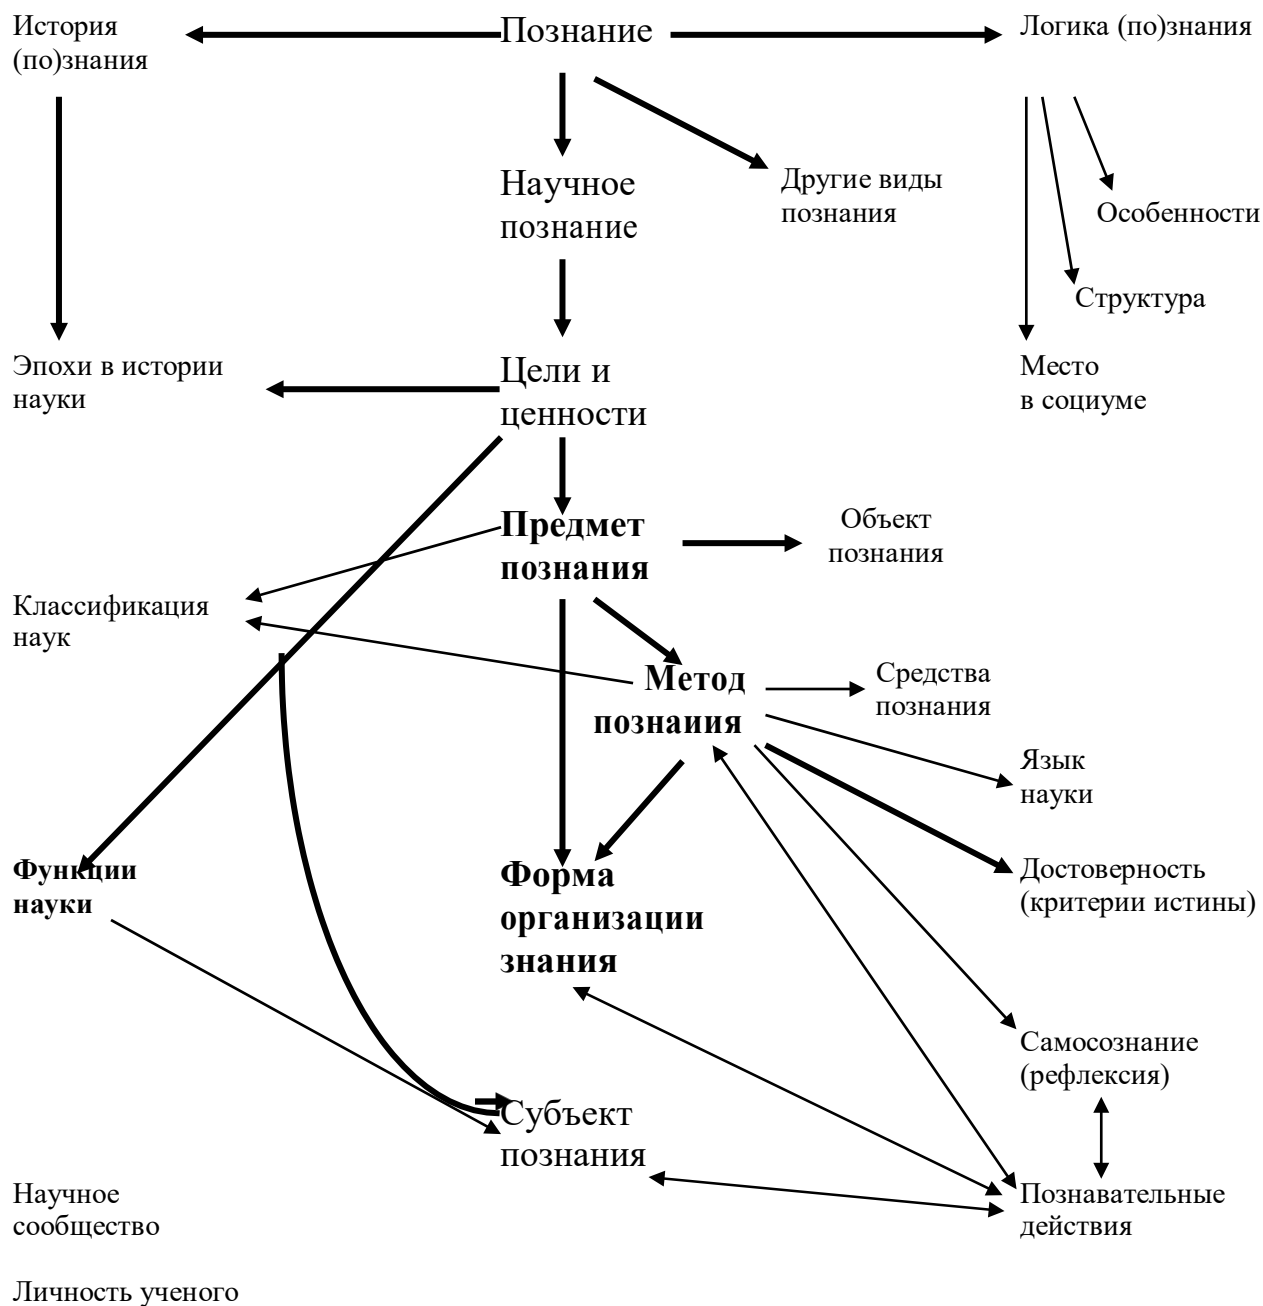 История
(по)знания
Познание
Логика (по)знания
Научное
познание
Другие виды
познания
Особенности
Структура
Эпохи в истории
науки
Цели и
ценности
Место
в социуме
Предмет
познания
Объект
познания
Классификация
наук
Метод
познаиия
Средства
познания
Язык
науки
Функции
науки
Форма
организации
знания
Достоверность
(критерии истины)
Самосознание
(рефлексия)
Субъект
познания
Научное
сообщество
Познавательные
действия
Личность ученого